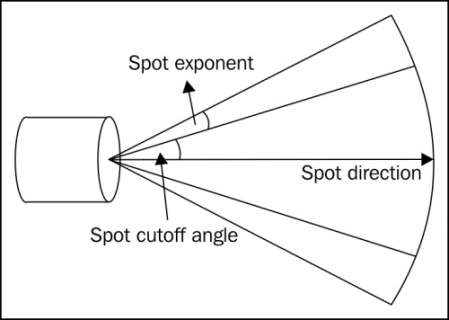 Spot exponent
Spot direction
Spot cutoff angle